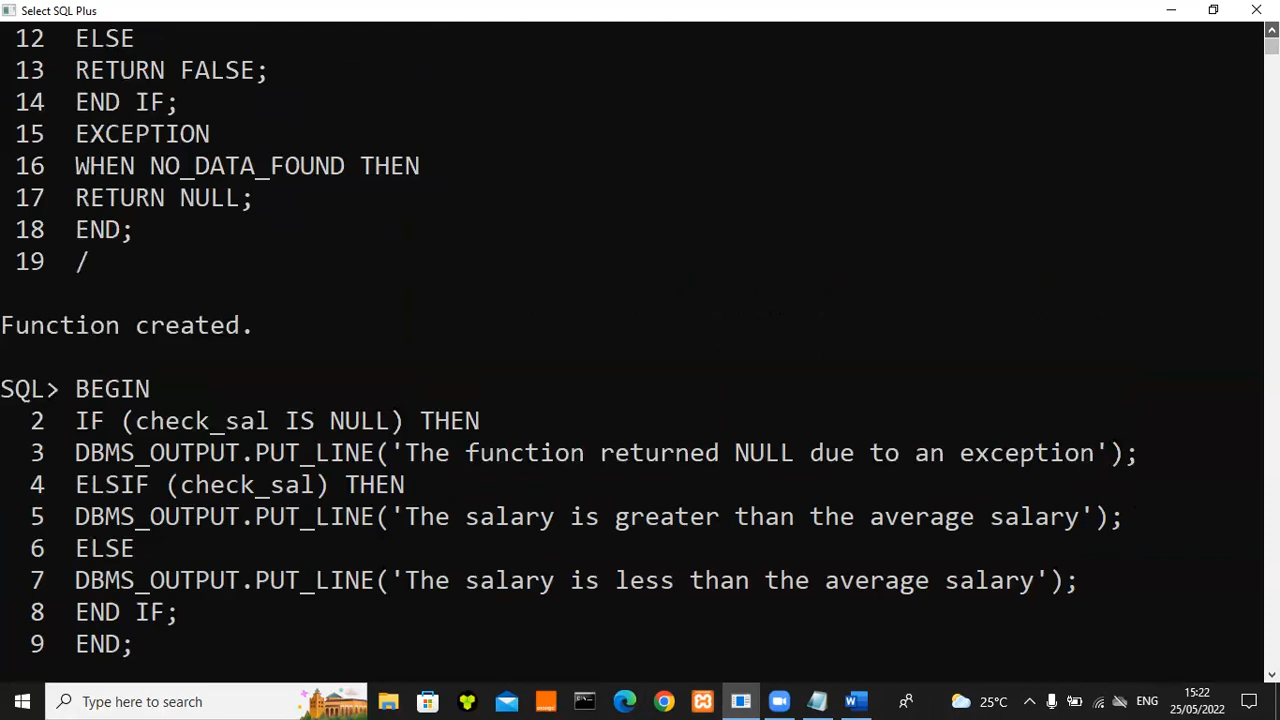 Select SQL Plus
12 ELSE
13 RETURN FALSE;
14 END IF;
15 EXCEPTION
16 WHEN NO_DATA_FOUND THEN
17 RETURN NULL;
18 END;
19 /
Function created.
SQL> BEGIN
2 IF (check_sal IS NULL) THEN
3 DBMS_OUTPUT.PUT_LINE('The function returned NULL due to an exception');
4 ELSIF (check_sal) THEN
5 DBMS_OUTPUT.PUT_LINE('The salary is greater than the average salary');
6 ELSE
7 DBMS_OUTPUT.PUT_LINE('The salary is less than the average salary');
8 END IF;
9 END;
Type here to search
25°C
ENG
15:22
25/05/2022